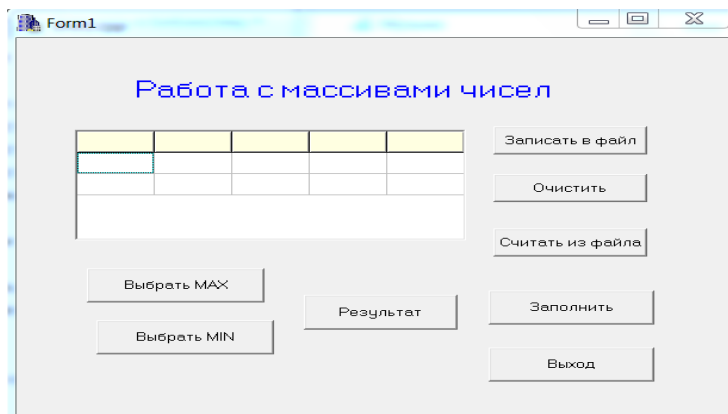 Form1
Работа с массивами чисел
Записать в файл
Очистить
Считать из файла
Выбрать MAX
Результат
Заполнить
Выбрать MIN
Выход